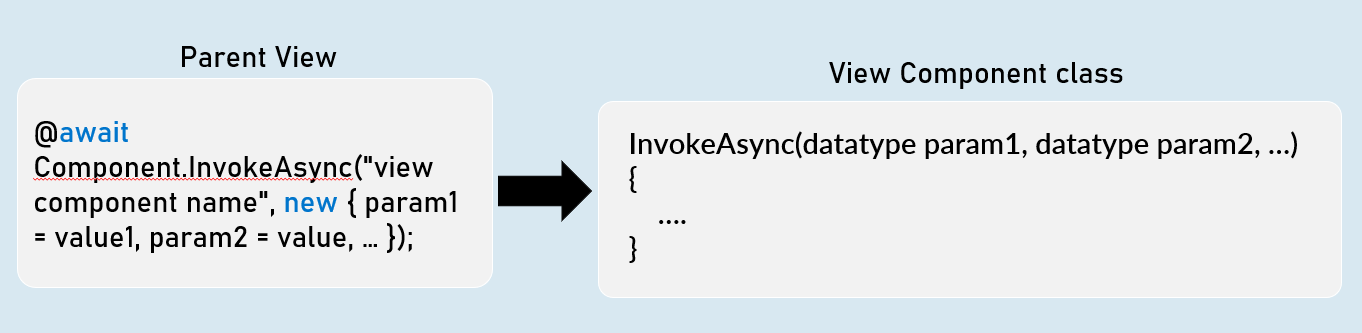 Parent View
@await
Component.InvokeAsync("view
component name", new { param1
= value1, param2 = value, … });
View Component class
InvokeAsync(datatype param1, datatype param2, …)
{
….
}